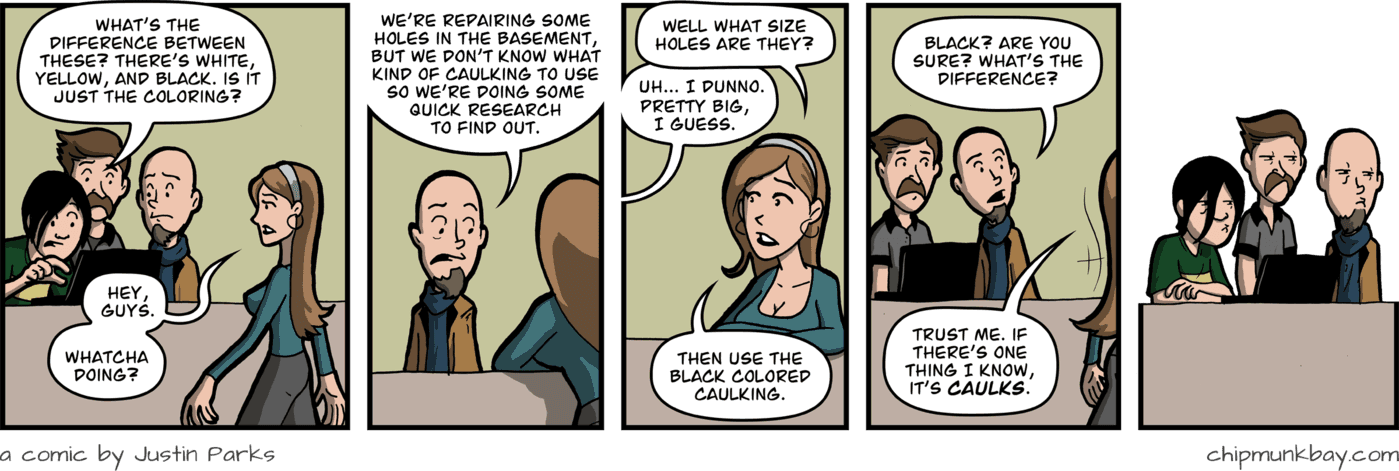 WHAT'S THE
DIFFERENCE BETWEEN
THESE? THERE'S WHITE,
YELLOW, AND BLACK. IS IT
JUST THE COLORING?
HEY,
GUYS.
WHATCHA
DOING?
WE'RE REPAIRING SOME
HOLES IN THE BASEMENT,
BUT WE DON'T KNOW WHAT
KIND OF CAULKING TO USE
SO WE'RE DOING SOME
QUICK RESEARCH
TO FIND OUT.
WELL WHAT SIZE
HOLES ARE THEY?
UH... I DUNNO.
PRETTY BIG,
I GUESS.
THEN USE THE
BLACK COLORED
CAULKING.
BLACK? ARE YOU
SURE? WHAT'S THE
DIFFERENCE?
TRUST ME. IF
THERE'S ONE
THING I KNOW,
IT'S CAULKS.
a comic by Justin Parks
chipmunkbay.com